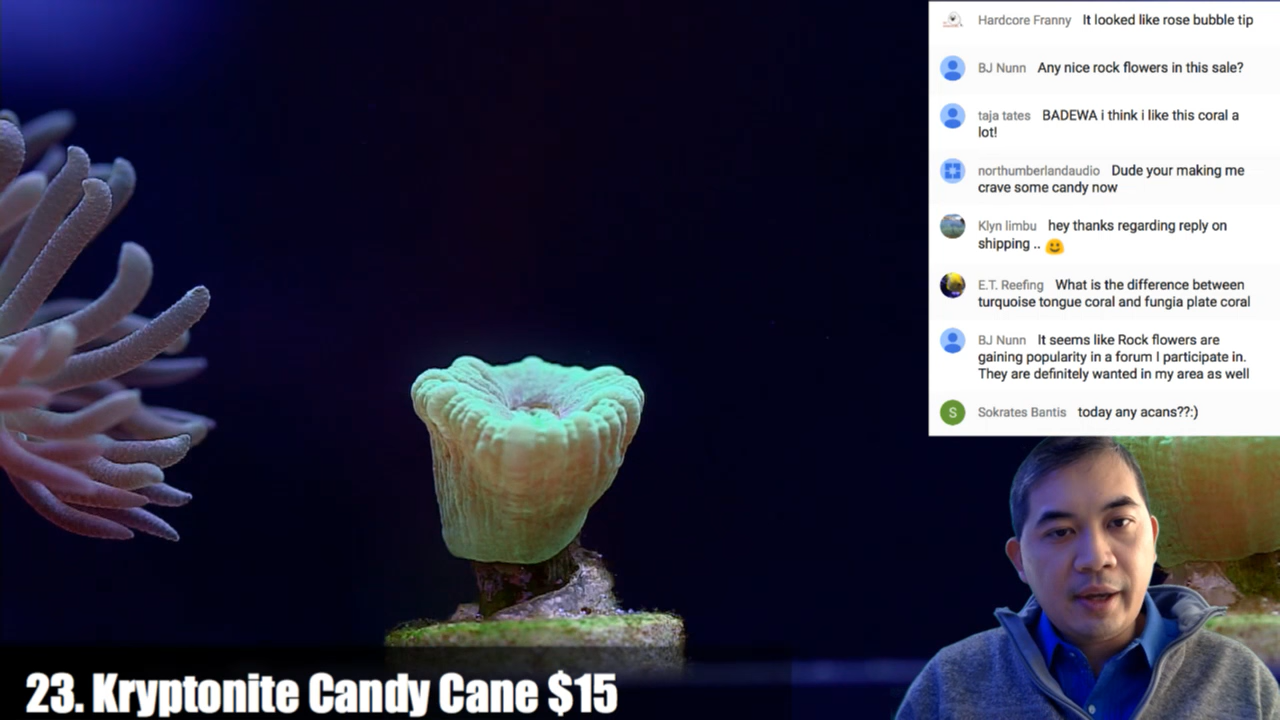 Hardcore Franny It looked like rose bubble tip
BJ Nunn Any nice rock flowers in this sale?
taja tates BADEWA i think i like this coral a
lot!
northumberlandaudio Dude your making me
crave some candy now
Klyn limbu hey thanks regarding reply on
shipping ..
E.T. Reefing What is the difference between
turquoise tongue coral and fungia plate coral
BJ Nunn It seems like Rock flowers are
gaining popularity in a forum I participate in.
They are definitely wanted in my area as well
S Sokrates Bantis today any acans??:)
23. Kryptonite Candy Cane $15